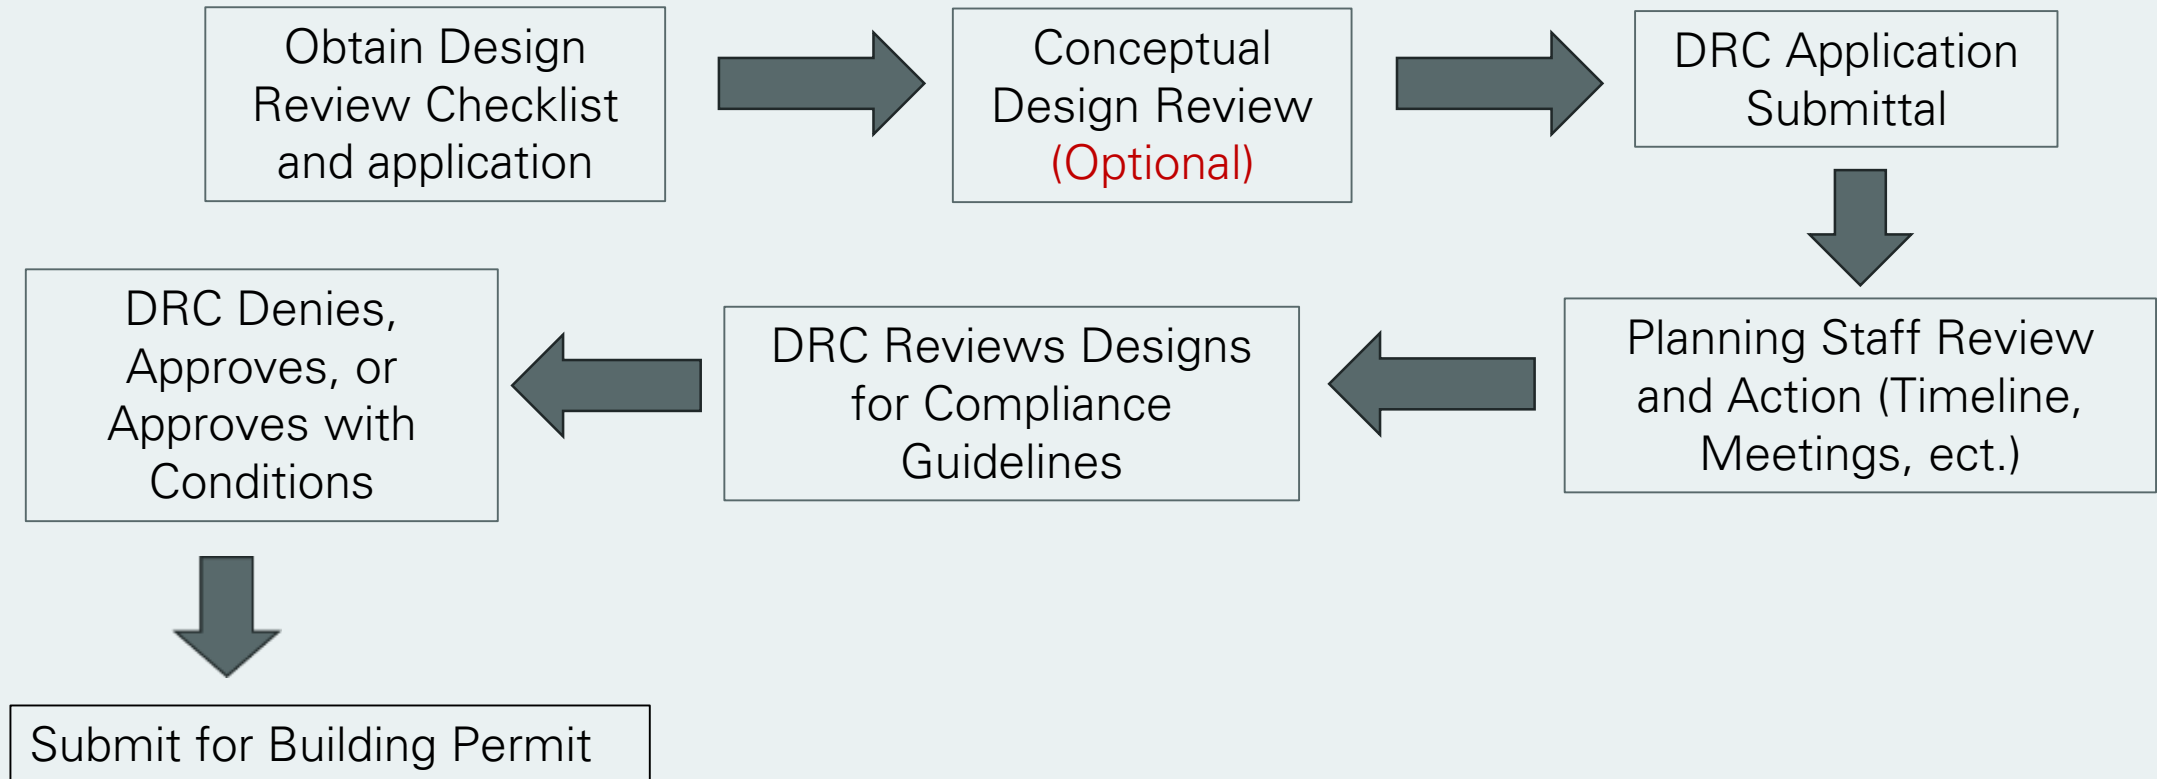 Obtain Design
Review Checklist
and application
Conceptual
Design Review
(Optional)
DRC Application
Submittal
Planning Staff Review
and Action (Timeline,
Meetings, ect.)
DRC Reviews Designs
for Compliance
Guidelines
DRC Denies,
Approves, or
Approves with
Conditions
Submit for Building Permit